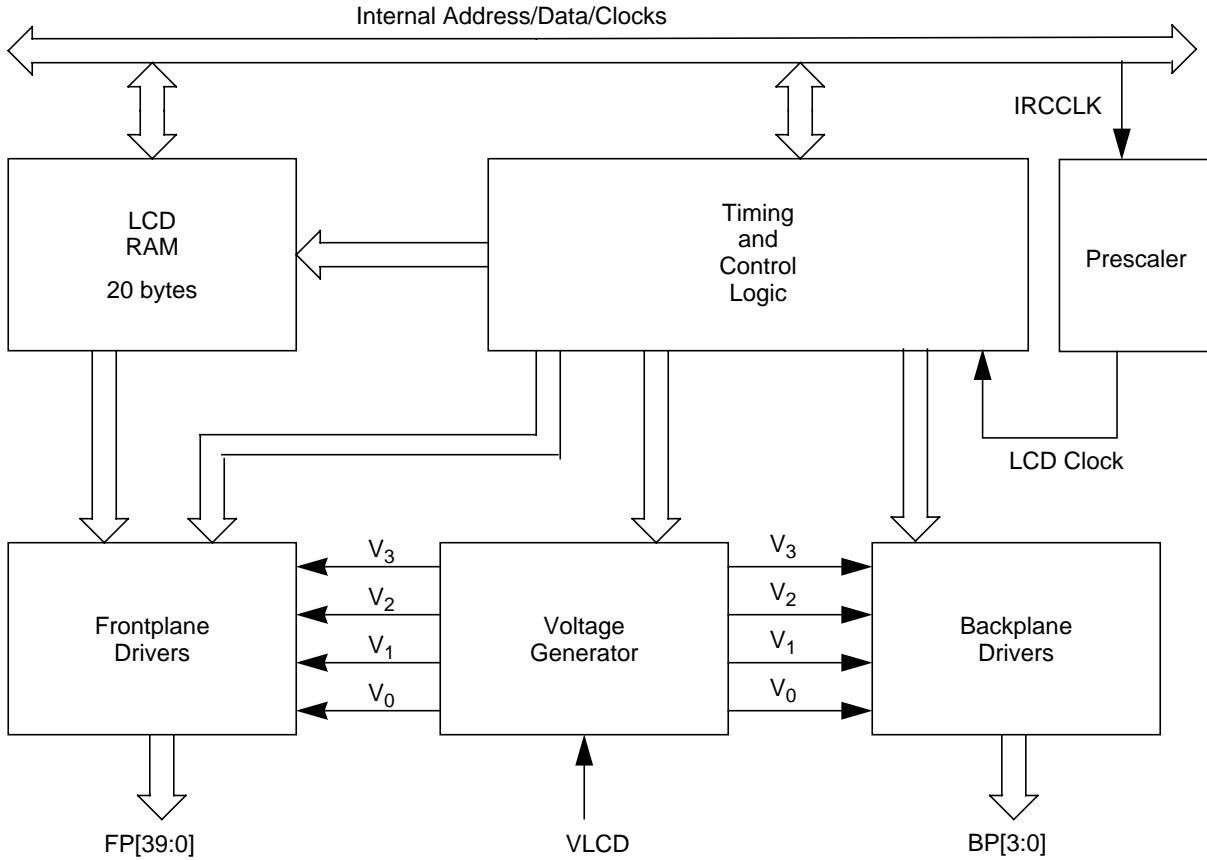 Internal Address/Data/Clocks
IRCCLK
LCD
RAM
20 bytes
Timing
and
Control
Logic
Prescaler
LCD Clock
V3
V2
V1
V0
Frontplane
Drivers
Voltage
Generator
V3
V2
V1
V0
Backplane
Drivers
FP[39:0]
VLCD
BP[3:0]